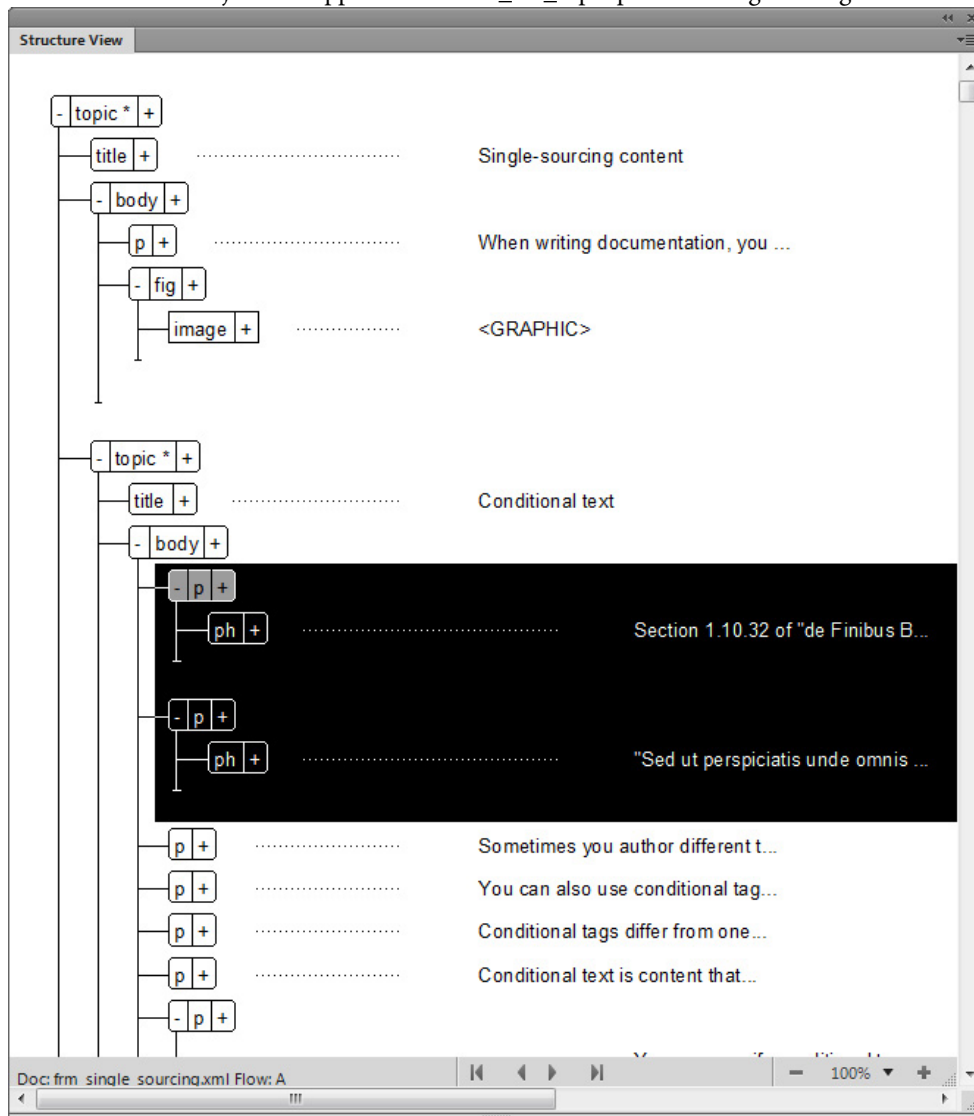 Structure View
- topic * +
title + Single-sourcing content
- body +
p + When writing documentation, you ...
- fig +
image + <GRAPHIC>
- topic * +
title + Conditional text
- body +
- p +
ph + Section 1.10.32 of "de Finibus B...
- p +
ph + "Sed ut perspiciatis unde omnis ...
p + Sometimes you author different t...
p + You can also use conditional tag...
p + Conditional tags differ from one...
p + Conditional text is content that...
- p +
Doc: frm_single_sourcing.xml Flow: A 100%